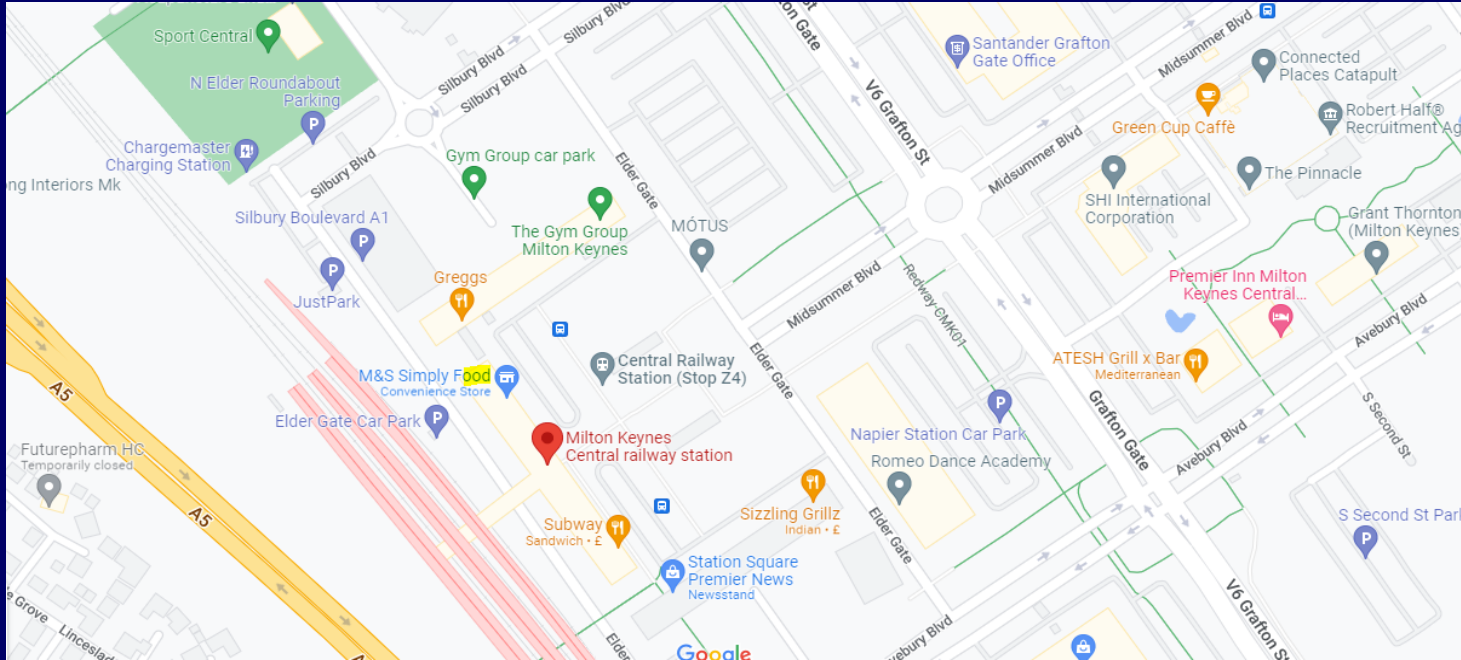 Sport Central
N Elder Roundabout
Parking
Chargemaster
Charging Station
ong Interiors Mk
Silbury Blvd
Silbury Blvd
Silbury Blvd
Silbury Blvd
Silbury Boulevard A1
JustPark
Gym Group car park
The Gym Group
Milton Keynes
Greggs
Elder Gate
MÓTUS
Grafton Gate
V6 Grafton St
Santander Grafton
Gate Office
Midsummer Blvd
Midsummer Blvd
Midsummer Blvd
Connected
Places Catapult
Green Cup Caffè
Robert Half®
Recruitment Ag
The Pinnacle
SHI International
Corporation
Grant Thornton
(Milton Keynes
Premier Inn Milton
Keynes Central...
Redway CMK01
Avebury Blvd
ATESH Grill x Bar
Mediterranean
M&S Simply Food
Convenience Store
Central Railway
Station (Stop Z4)
Elder Gate
Elder Gate Car Park
Milton Keynes
Central railway station
A5
A5
Futurepharm HC
Temporarily closed
Napier Station Car Park
Romeo Dance Academy
Grafton Gate
Avebury Blvd
S Second St
S Second St Park
Sizzling Grillz
Indian · £
Subway
Sandwich · £
Elder Gate
Station Square
Premier News
Newsstand
V6 Grafton St
Avebury Blvd
Grove
Elder
Google